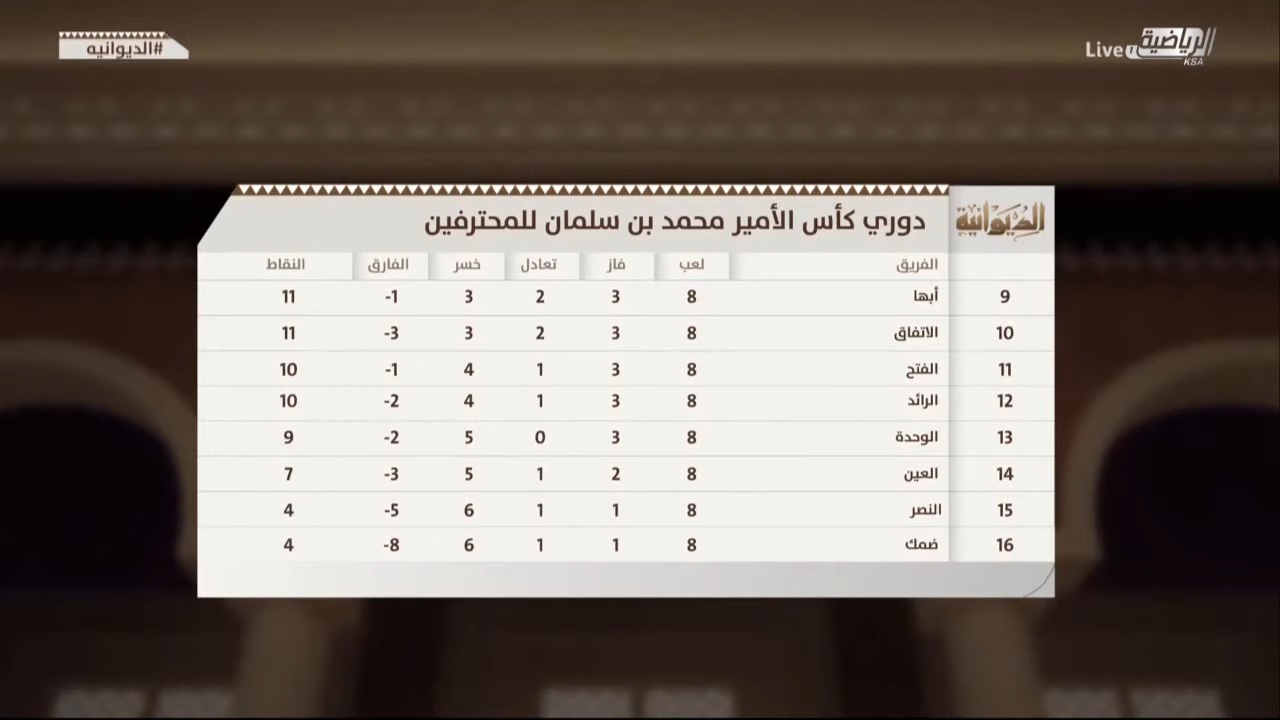 #الديوانيه
Live 1 الرياضية
KSA
الديوانية
دوري كأس الأمير محمد بن سلمان للمحترفين
الفريق لعب فاز تعادل خسر الفارق النقاط
9 أبها 8 3 2 3 -1 11
10 الاتفاق 8 3 2 3 -3 11
11 الفتح 8 3 1 4 -1 10
12 الرائد 8 3 1 4 -2 10
13 الوحدة 8 3 0 5 -2 9
14 العين 8 2 1 5 -3 7
15 النصر 8 1 1 6 -5 4
16 ضمك 8 1 1 6 -8 4